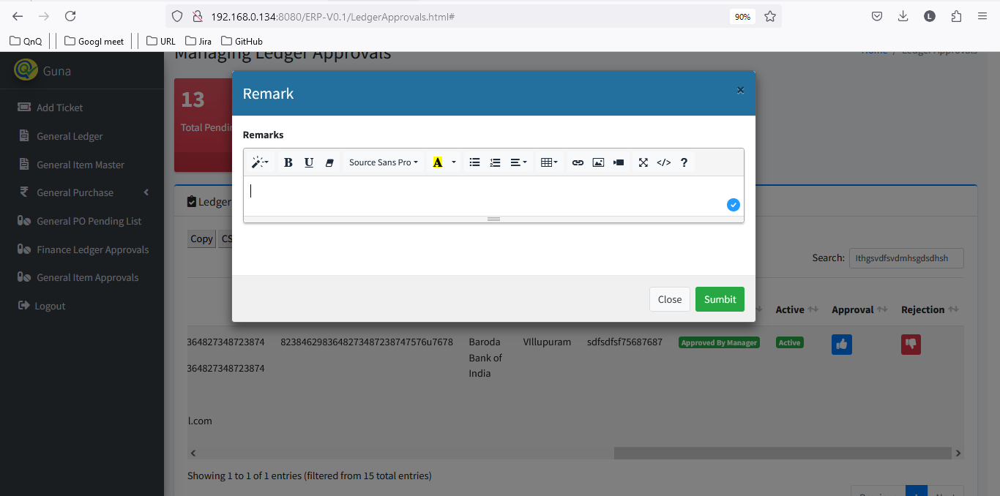 192.168.0.134:8080/ERP-V0.1/LedgerApprovals.html#
90%
L
QnQ
Googl meet
URL
Jira
GitHub
Managing Ledger Approvals
Home / Ledger Approvals
Guna
Add Ticket
General Ledger
General Item Master
General Purchase
General PO Pending List
Finance Ledger Approvals
General Item Approvals
Logout
13
Total Pendin
Remark
×
Remarks
B U Source Sans Pro A </> ?
Close
Sumbit
Ledger
Copy
CS
Search:
Ithgsvdfsvdmhsgdsdhsh
Active
Approval
Rejection
364827348723874
8238462983648273487238747576u7678
Baroda
Bank of
India
VIllupuram
sdfsdfsf75687687
Approved By Manager
Active
364827348723874
l.com
Showing 1 to 1 of 1 entries (filtered from 15 total entries)
Previous
1
Next